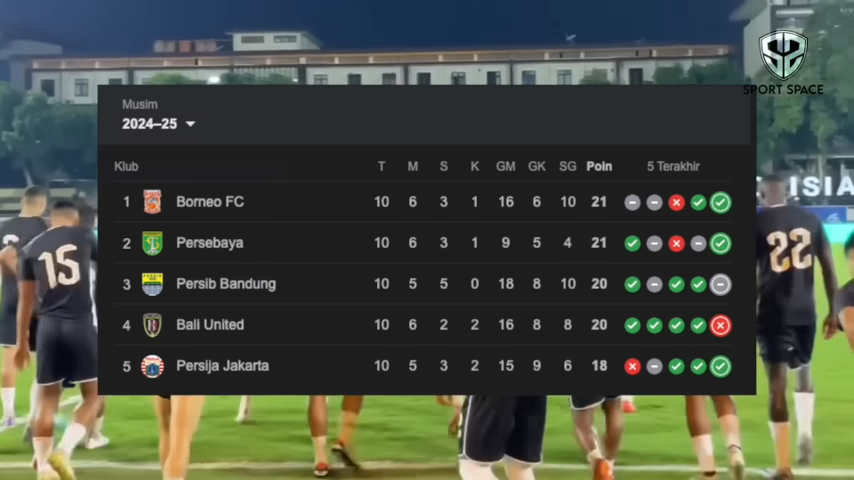 SPORT SPACE
Musim
2024–25
Klub T M S K GM GK SG Poin 5 Terakhir
1 Borneo FC 10 6 3 1 16 6 10 21
2 Persebaya 10 6 3 1 9 5 4 21
3 Persib Bandung 10 5 5 0 18 8 10 20
4 Bali United 10 6 2 2 16 8 8 20
5 Persija Jakarta 10 5 3 2 15 9 6 18
15
22